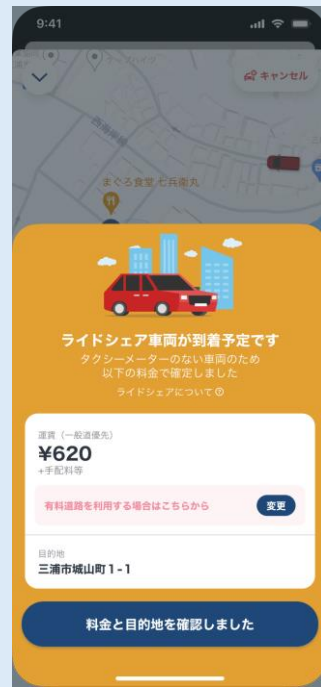 9:41
キャンセル
西海岸線
まぐろ食堂 七兵衛丸
ライドシェア車両が到着予定です
タクシーメーターのない車両のため
以下の料金で確定しました
ライドシェアについて
運賃（一般道優先）
¥620
+手配料等
有料道路を利用する場合はこちらから
変更
目的地
三浦市城山町1-1
料金と目的地を確認しました